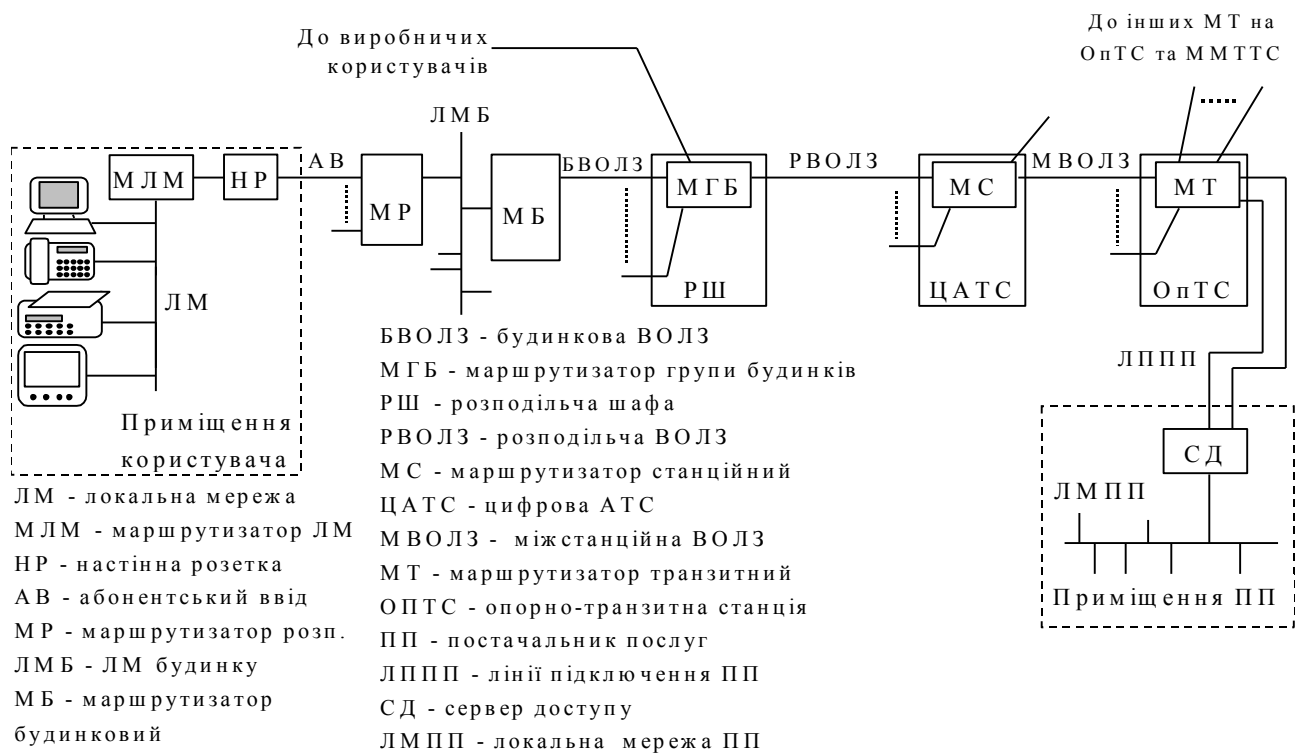 До виробничих
користувачів
До інших МТ на
ОпТС та ММТТС
ЛМБ
МЛМ
НР
АВ
МР
МБ
БВОЛЗ
МГБ
РШ
РВОЛЗ
МС
ЦАТС
МВОЛЗ
МТ
ОпТС
ЛМ
Приміщення
користувача
ЛППП
СД
ЛМПП
Приміщення ПП
ЛМ - локальна мережа
МЛМ - маршрутизатор ЛМ
НР - настінна розетка
АВ - абонентський ввід
МР - маршрутизатор розп.
ЛМБ - ЛМ будинку
МБ - маршрутизатор
будинковий
БВОЛЗ - будинкова ВОЛЗ
МГБ - маршрутизатор групи будинків
РШ - розподільча шафа
РВОЛЗ - розподільча ВОЛЗ
МС - маршрутизатор станційний
ЦАТС - цифрова АТС
МВОЛЗ - міжстанційна ВОЛЗ
МТ - маршрутизатор транзитний
ОПТС - опорно-транзитна станція
ПП - постачальник послуг
ЛППП - лінії підключення ПП
СД - сервер доступу
ЛМПП - локальна мережа ПП